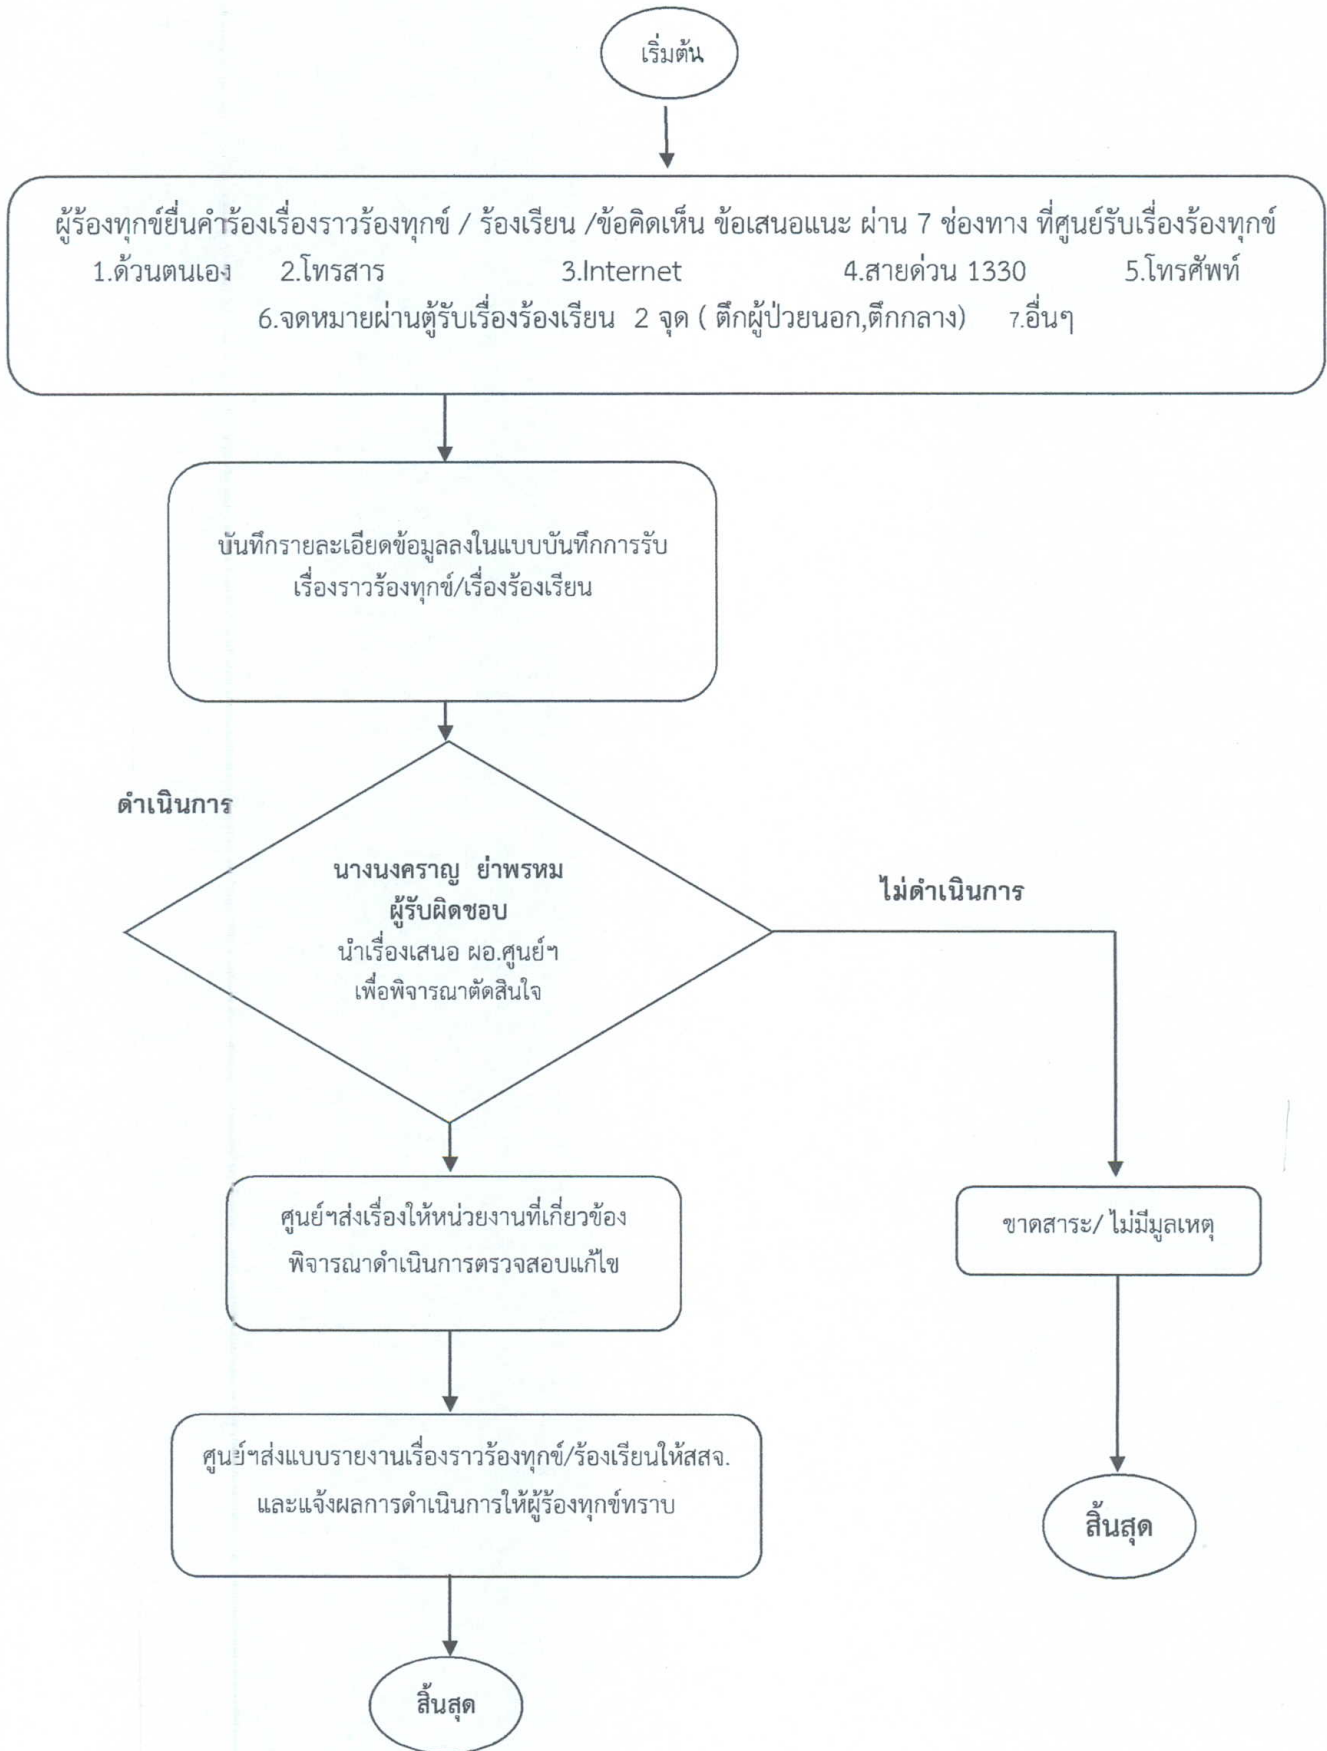 เริ่มต้น
ผู้ร้องทุกข์ยื่นคำร้องเรื่องราวร้องทุกข์ / ร้องเรียน /ข้อคิดเห็น ข้อเสนอแนะ ผ่าน 7 ช่องทาง ที่ศูนย์รับเรื่องร้องทุกข์
1.ด้วนตนเอง 2.โทรสาร 3.Internet 4.สายด่วน 1330 5.โทรศัพท์
6.จดหมายผ่านตู้รับเรื่องร้องเรียน 2 จุด ( ตึกผู้ป่วยนอก,ตึกกลาง) 7.อื่นๆ
บันทึกรายละเอียดข้อมูลลงในแบบบันทึกการรับ
เรื่องราวร้องทุกข์/เรื่องร้องเรียน
ดำเนินการ
นางนงคราญ ย่าพรหม
ผู้รับผิดชอบ
นำเรื่องเสนอ ผอ.ศูนย์ฯ
เพื่อพิจารณาตัดสินใจ
ไม่ดำเนินการ
ศูนย์ฯส่งเรื่องให้หน่วยงานที่เกี่ยวข้อง
พิจารณาดำเนินการตรวจสอบแก้ไข
ขาดสาระ/ ไม่มีมูลเหตุ
ศูนย์ฯส่งแบบรายงานเรื่องราวร้องทุกข์/ร้องเรียนให้สสจ.
และแจ้งผลการดำเนินการให้ผู้ร้องทุกข์ทราบ
สิ้นสุด
สิ้นสุด